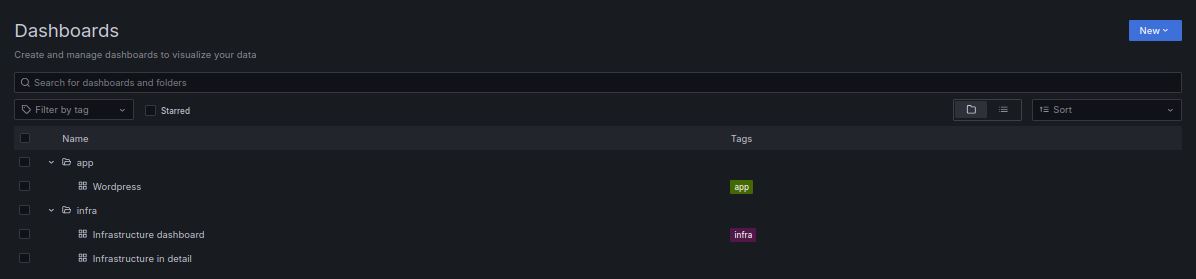 Dashboards
New
Create and manage dashboards to visualize your data
Search for dashboards and folders
Filter by tag
Starred
Sort
Name Tags
app
Wordpress app
infra
Infrastructure dashboard infra
Infrastructure in detail